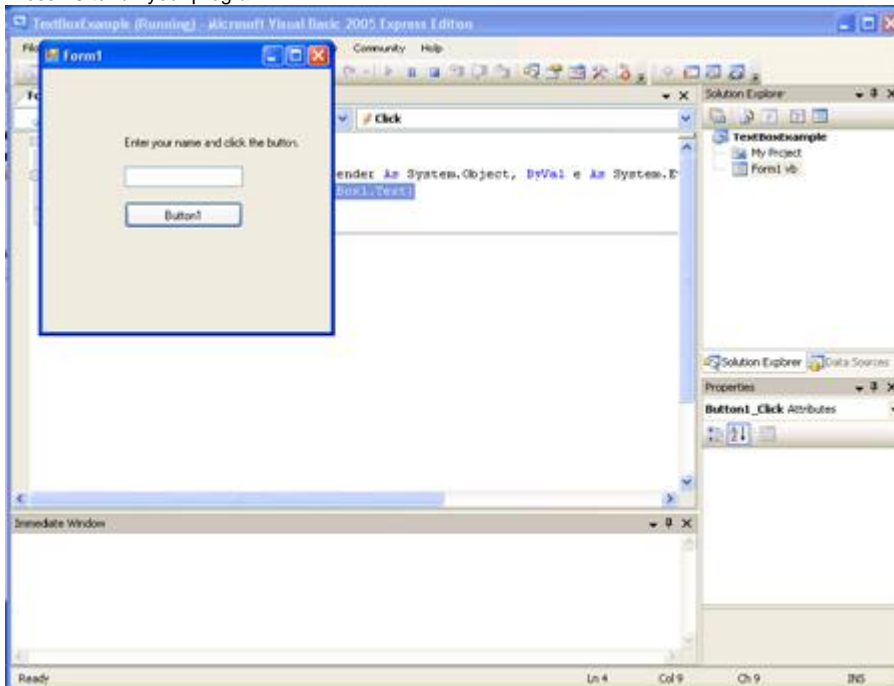 TextBoxExample (Running) - Microsoft Visual Basic 2005 Express Edition
Community Help
Form1
Click
Enter your name and click the button.
ender As System.Object, ByVal e As System.E
Box1.Text)
Button1
Solution Explorer
TextBoxExample
My Project
Form1.vb
Solution Explorer Data Sources
Properties
Button1_Click Attributes
Immediate Window
Ready Ln 4 Col 9 Ch 9 INS